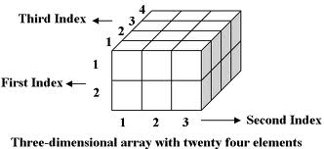 Third Index
4
3
2
1
1
First Index
2
1 2 3
Second Index
Three-dimensional array with twenty four elements